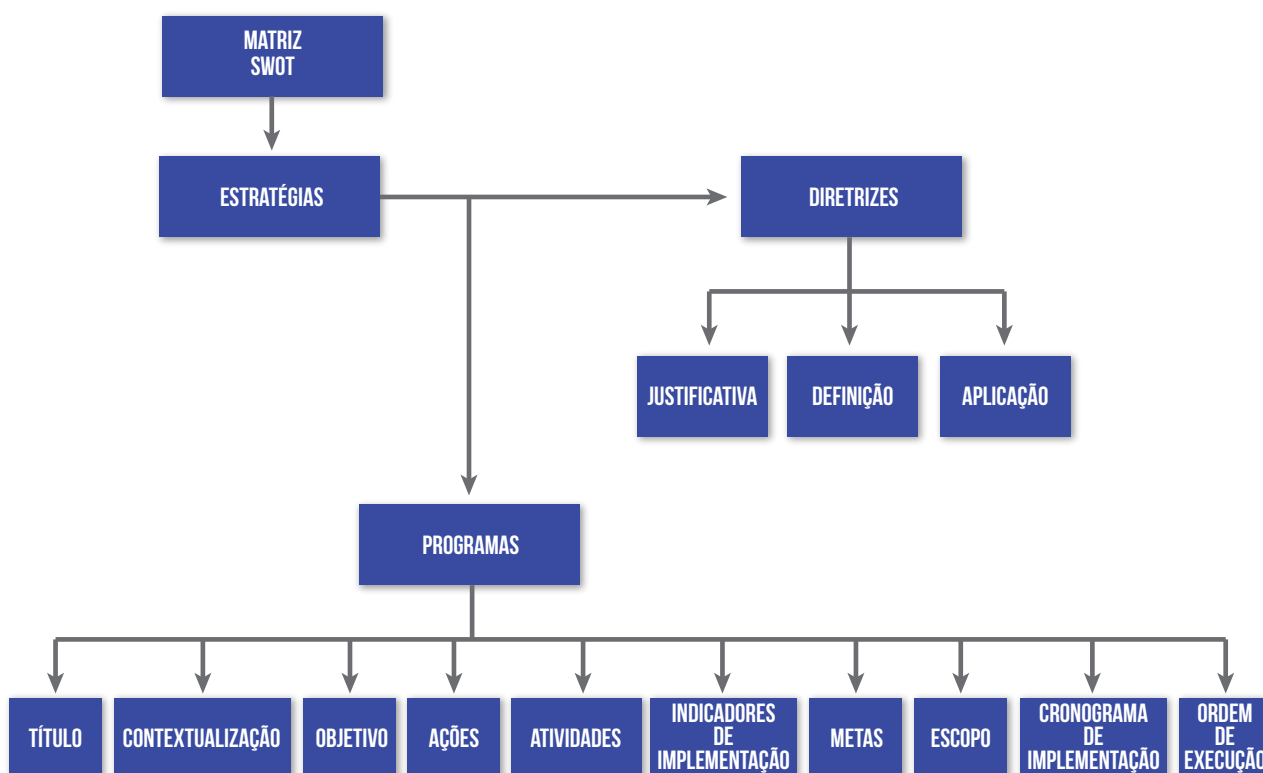 MATRIZ
SWOT
ESTRATÉGIAS
DIRETRIZES
JUSTIFICATIVA
DEFINIÇÃO
APLICAÇÃO
PROGRAMAS
TÍTULO
CONTEXTUALIZAÇÃO
OBJETIVO
AÇÕES
ATIVIDADES
INDICADORES
DE
IMPLEMENTAÇÃO
METAS
ESCOPO
CRONOGRAMA
DE
IMPLEMENTAÇÃO
ORDEM
DE
EXECUÇÃO